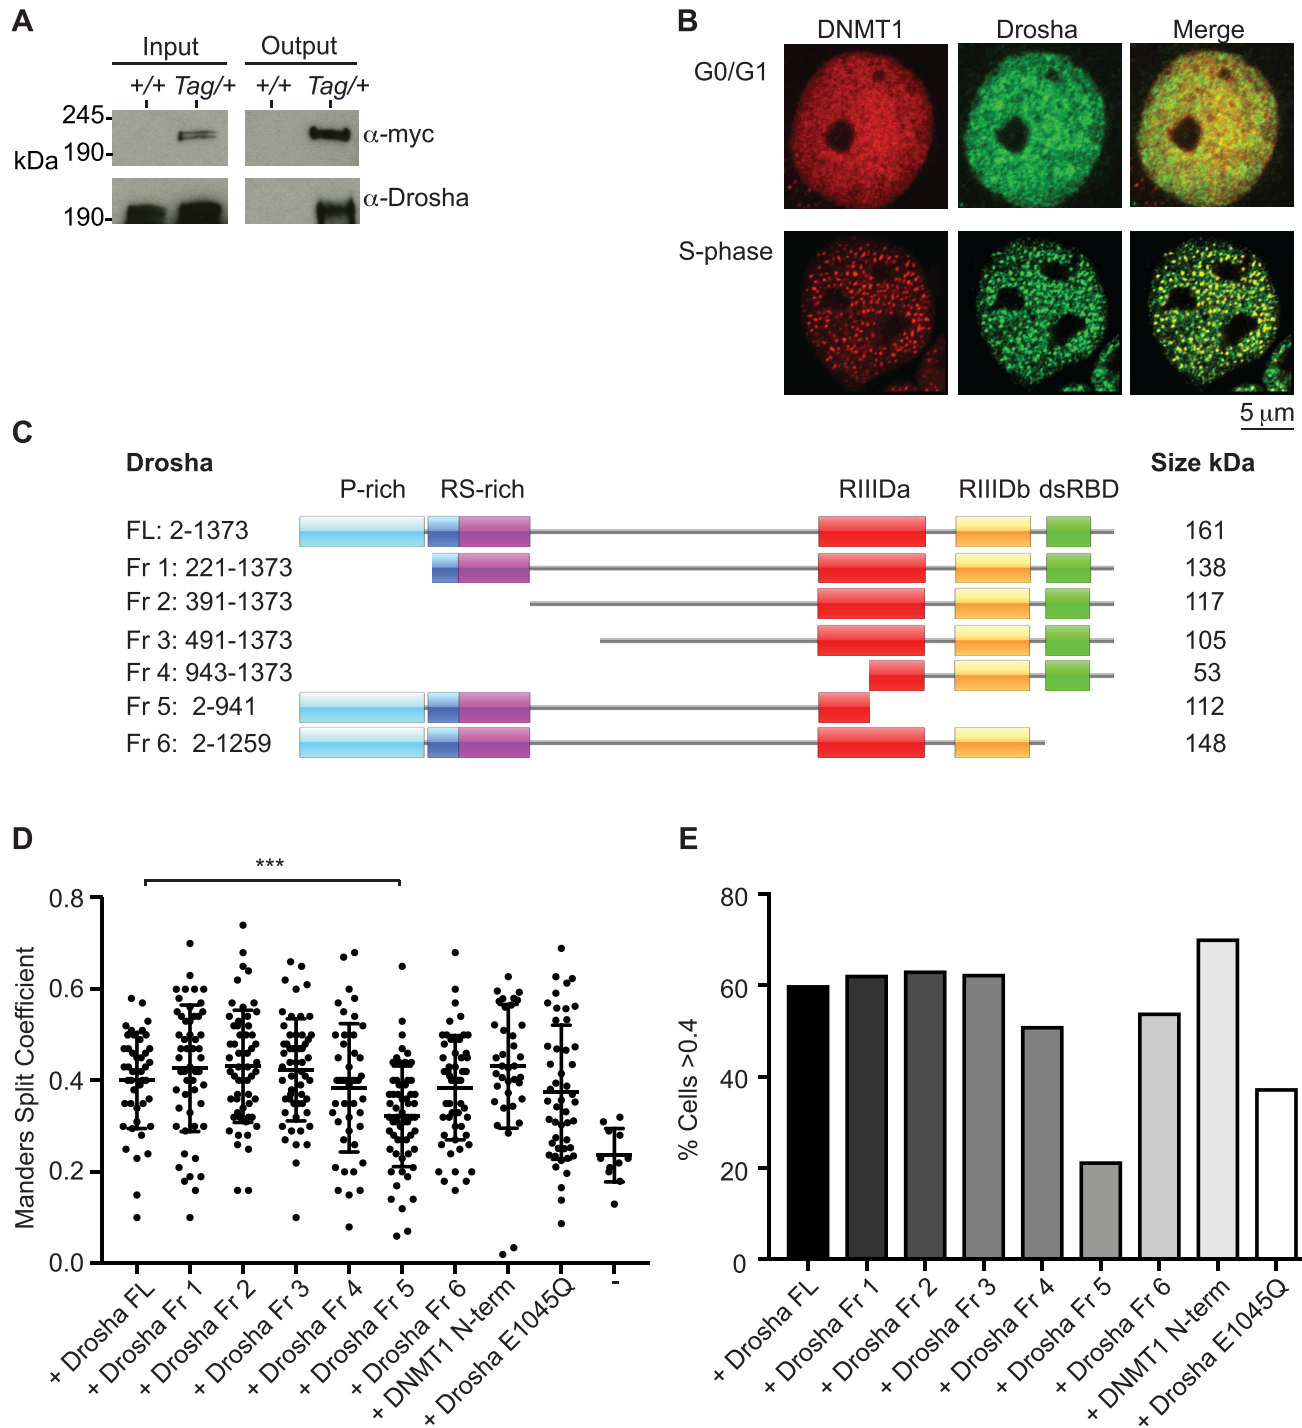 A
Input Output
+/+ Tag/+ +/+ Tag/+
245
kDa 190
α-myc
190
α-Drosha
B
DNMT1 Drosha Merge
G0/G1
S-phase
5 µm
C
Drosha Size kDa
P-rich RS-rich RIIIDa RIIIDb dsRBD
FL: 2-1373 161
Fr 1: 221-1373 138
Fr 2: 391-1373 117
Fr 3: 491-1373 105
Fr 4: 943-1373 53
Fr 5: 2-941 112
Fr 6: 2-1259 148
D
***
Manders Split Coefficient
0.8
0.6
0.4
0.2
0.0
+ Drosha FL
+ Drosha Fr 1
+ Drosha Fr 2
+ Drosha Fr 3
+ Drosha Fr 4
+ Drosha Fr 5
+ Drosha Fr 6
+ DNMT1 N-term
+ Drosha E1045Q
-
E
% Cells >0.4
80
60
40
20
0
+ Drosha FL
+ Drosha Fr 1
+ Drosha Fr 2
+ Drosha Fr 3
+ Drosha Fr 4
+ Drosha Fr 5
+ Drosha Fr 6
+ DNMT1 N-term
+ Drosha E1045Q